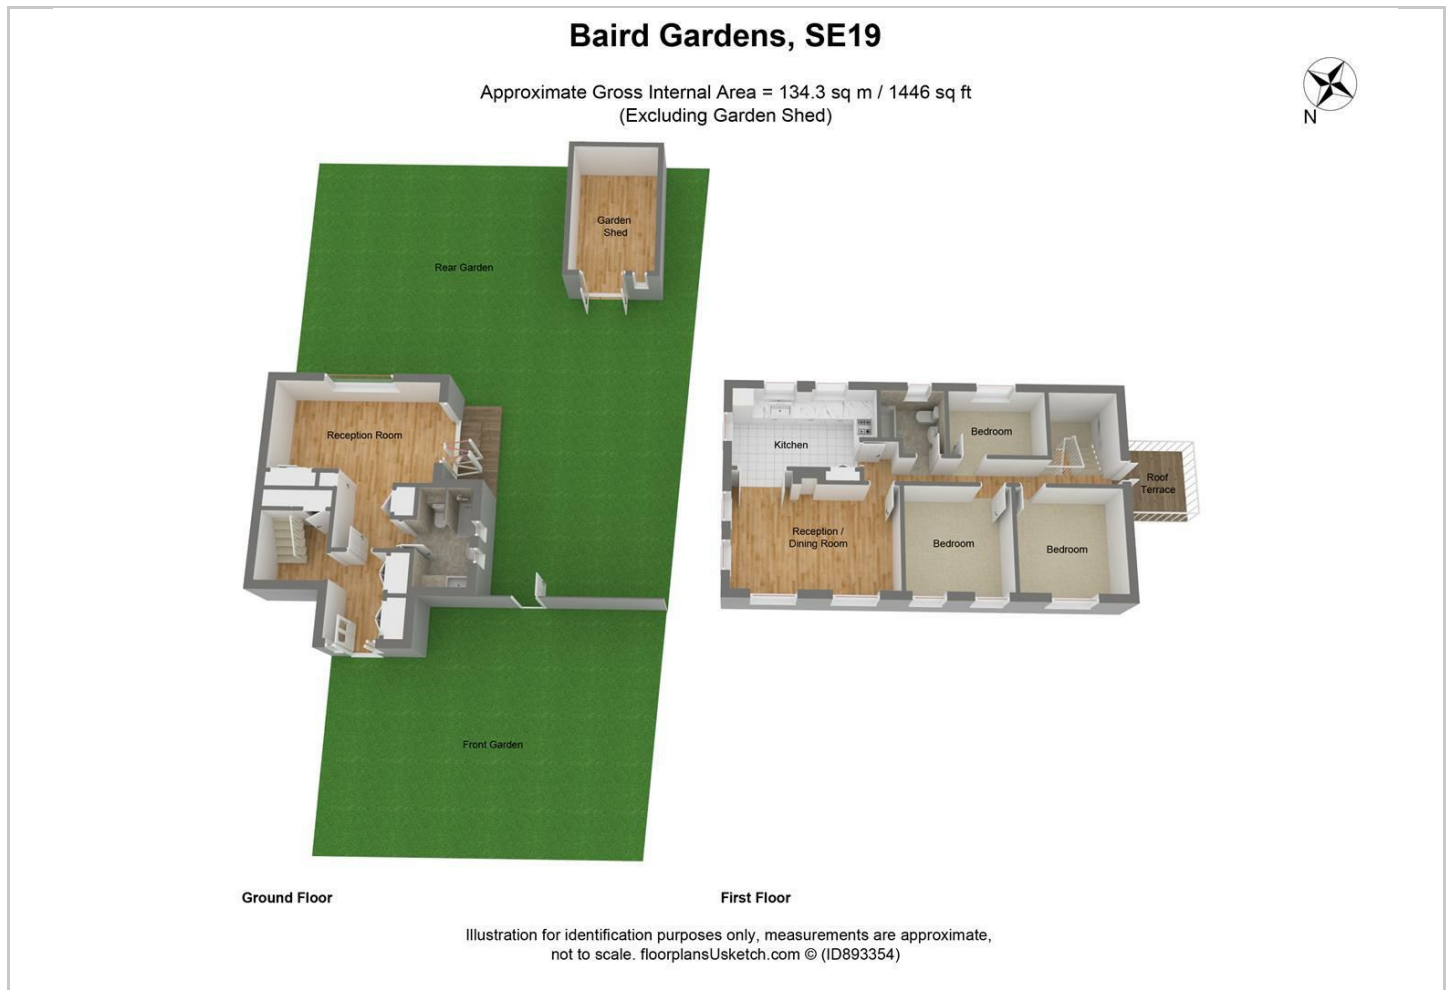 Baird Gardens, SE19
Approximate Gross Internal Area = 134.3 sq m / 1446 sq ft
(Excluding Garden Shed)
N
Garden
Shed
Rear Garden
Reception Room
Front Garden
Kitchen
Bedroom
Roof
Terrace
Reception /
Dining Room
Bedroom
Bedroom
Ground Floor
First Floor
Illustration for identification purposes only, measurements are approximate,
not to scale. floorplansUsketch.com © (ID893354)